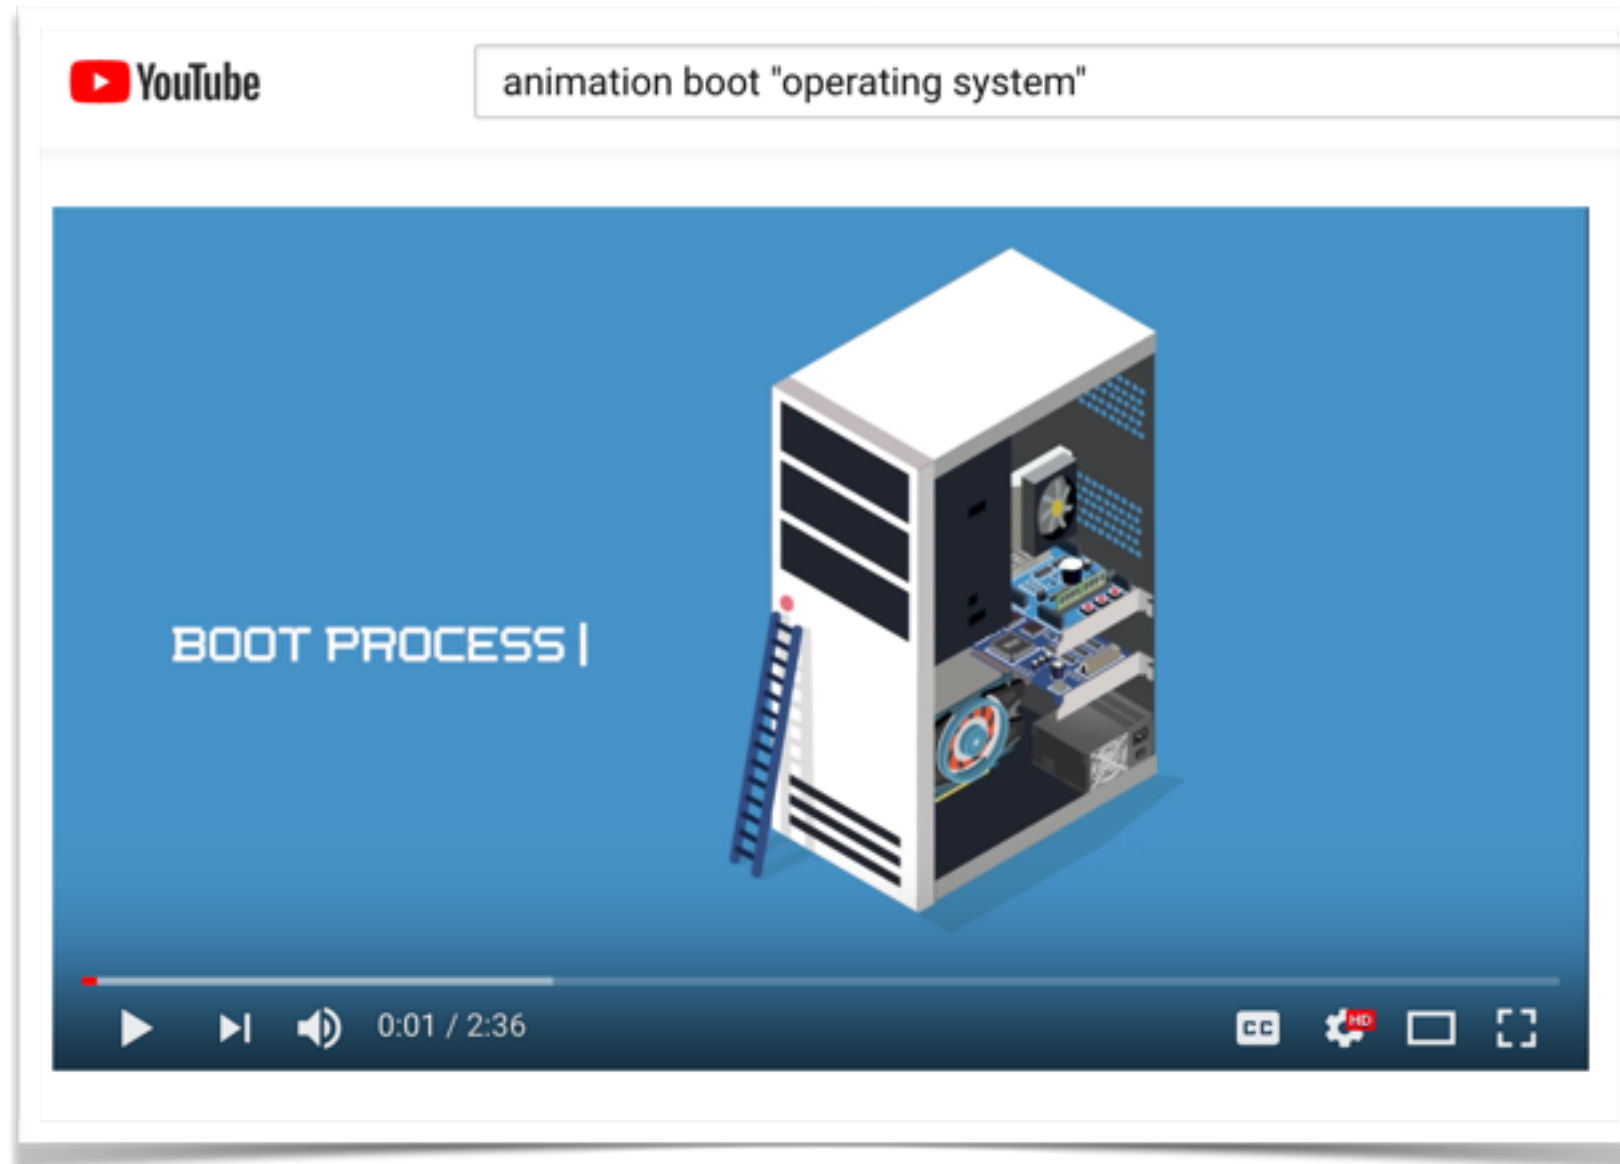 YouTube
animation boot "operating system"
BOOT PROCESS
0:01 / 2:36
CC
HD